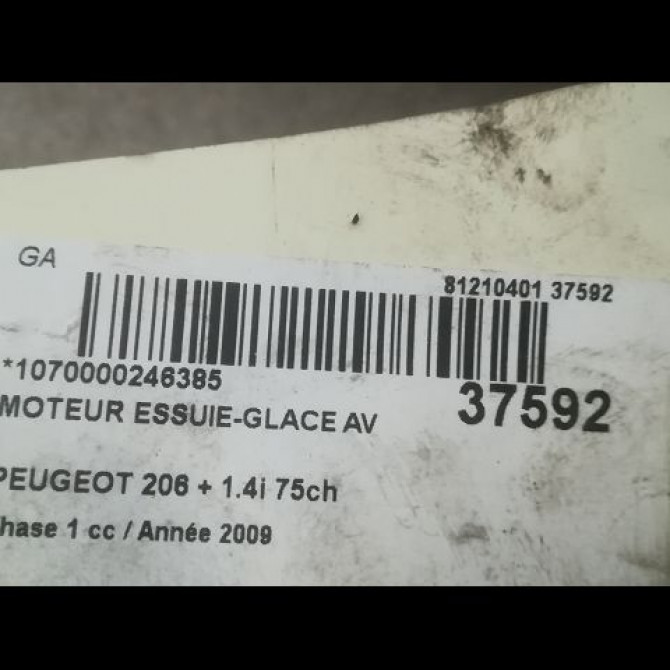 GA
81210401 37592
*1070000246385
37592
MOTEUR ESSUIE-GLACE AV
PEUGEOT 206 + 1.4i 75ch
hase 1 cc / Année 2009